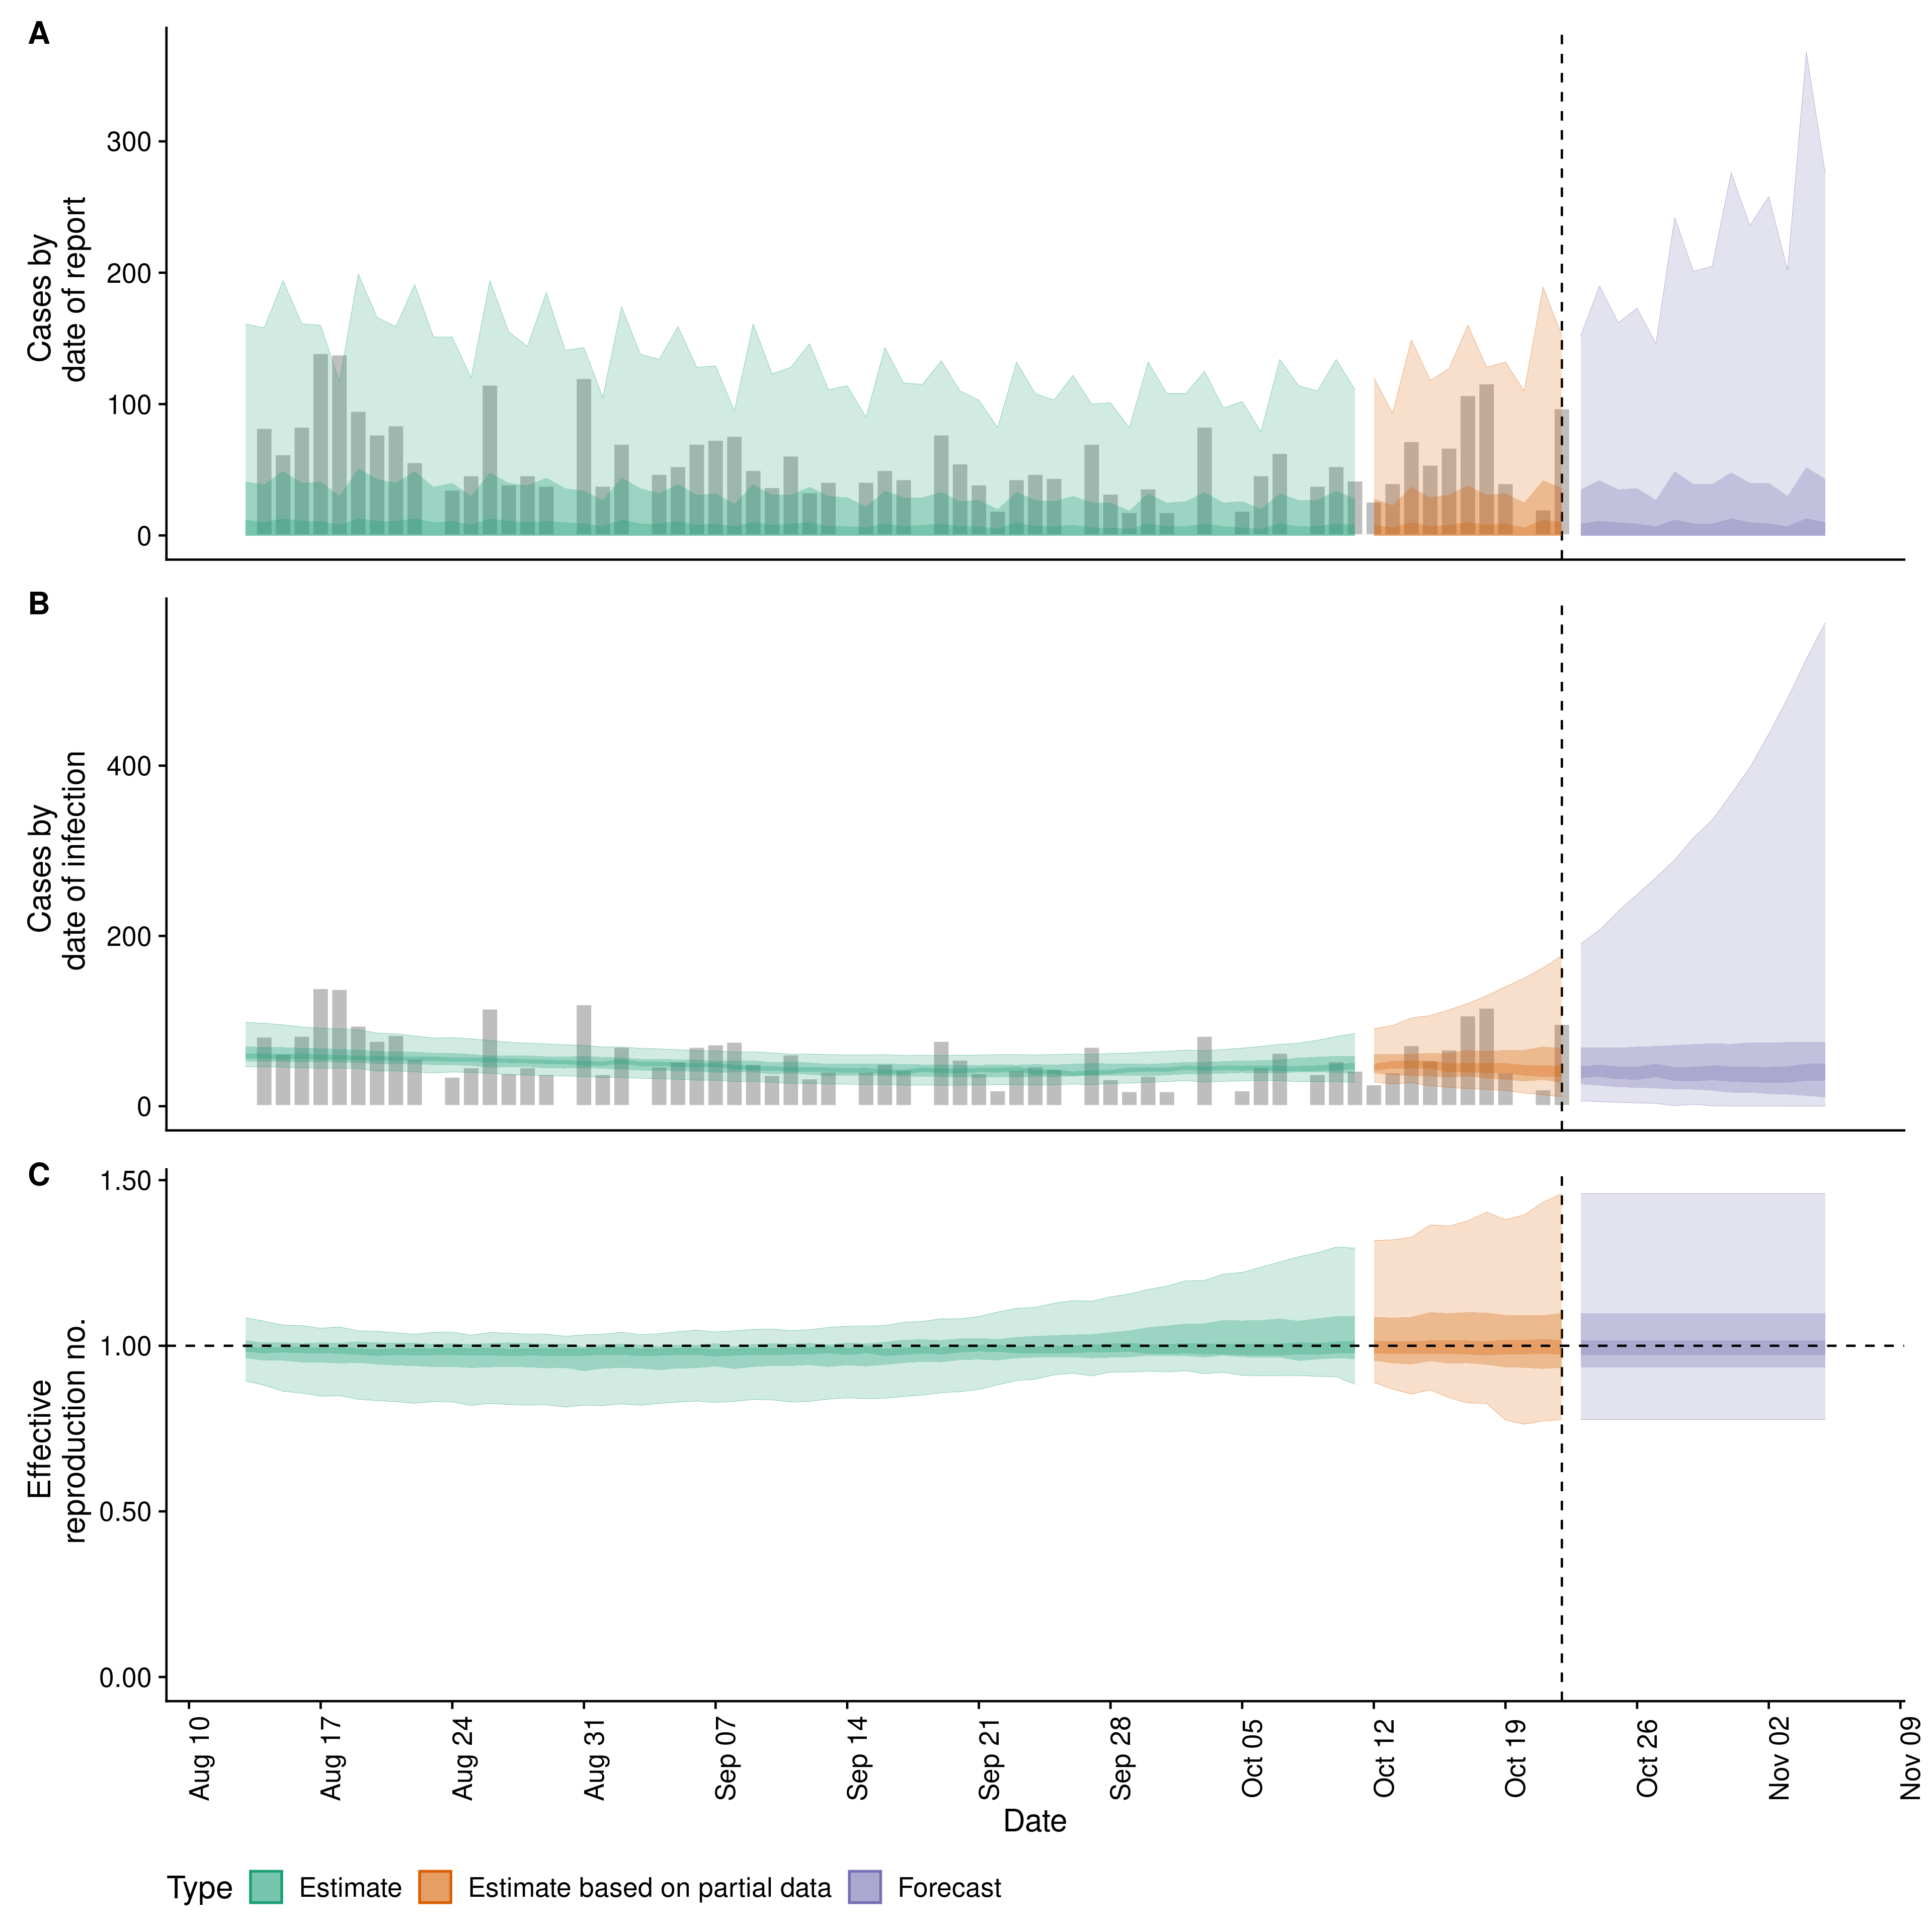 A
Cases by
date of report
300
200
100
0
B
Cases by
date of infection
400
200
0
C
Effective
reproduction no.
1.50
1.00
0.50
0.00
Aug 10
Aug 17
Aug 24
Aug 31
Sep 07
Sep 14
Sep 21
Sep 28
Oct 05
Oct 12
Oct 19
Oct 26
Nov 02
Nov 09
Date
Type Estimate Estimate based on partial data Forecast